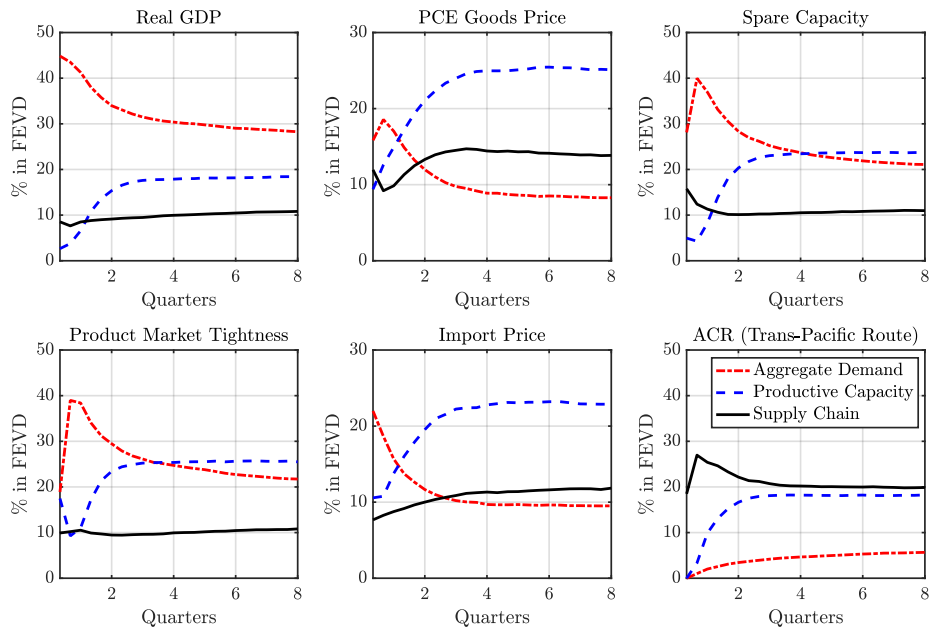 Real GDP
50
40
30
20
10
0
% in FEVD
2 4 6 8
Quarters
PCE Goods Price
30
20
10
0
% in FEVD
2 4 6 8
Quarters
Spare Capacity
50
40
30
20
10
0
% in FEVD
2 4 6 8
Quarters
Product Market Tightness
50
40
30
20
10
0
% in FEVD
2 4 6 8
Quarters
Import Price
30
20
10
0
% in FEVD
2 4 6 8
Quarters
ACR (Trans-Pacific Route)
50
40
30
20
10
0
% in FEVD
Aggregate Demand
Productive Capacity
Supply Chain
2 4 6 8
Quarters